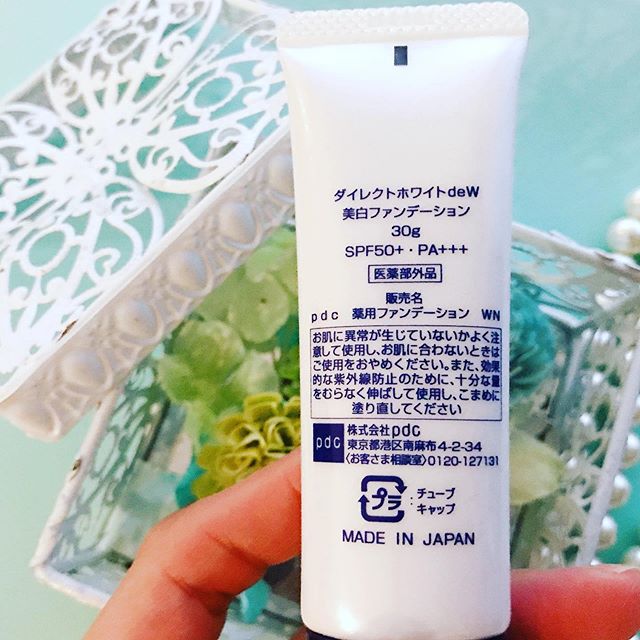 ダイレクトホワイトdeW
美白ファンデーション
30g
SPF50+・PA+++
医薬部外品
販売名
pdc 薬用ファンデーション WN
お肌に異常が生じていないかよく注
意して使用し、お肌に合わないときは
ご使用をおやめください。また、効果
的な紫外線防止のために、十分な量
をむらなく伸ばして使用し、こまめに
塗り直してください
pdc
株式会社pdc
東京都港区南麻布4-2-34
〈お客さま相談室〉0120-127131
プラ
:チューブ
・キャップ
MADE IN JAPAN